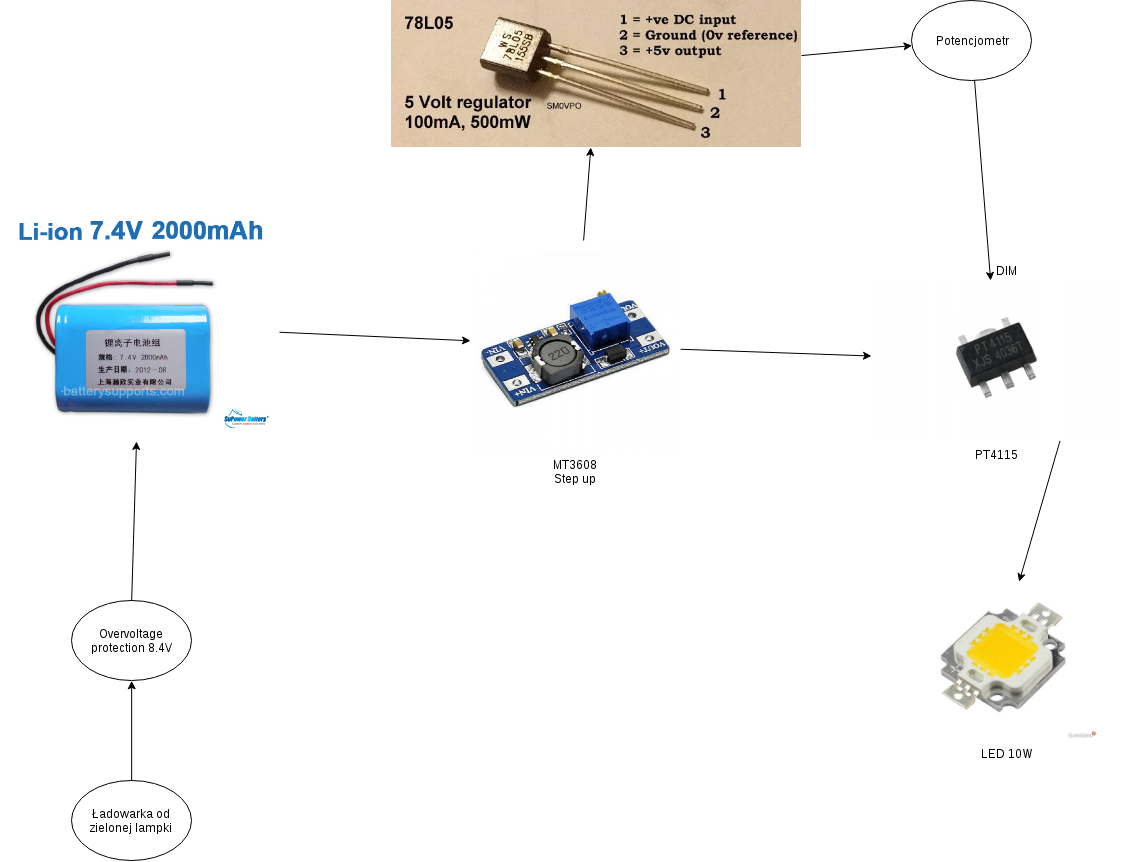 78L05
1 = +ve DC input
2 = Ground (0v reference)
3 = +5v output
WS
78L05
155SB
5 Volt regulator
100mA, 500mW
SM0VPO
1
2
3
Potencjometr
Li-ion 7.4V 2000mAh
锂离子电池组
规格: 7.4V 2000mAh
生产日期: 2012-08
上海瀚欧实业有限公司
batterysupports.com
SuPower Battery
220
VIN-
VIN+
VOUT-
VOUT+
MT3608
Step up
DIM
PT4115
XJS 4036T
PT4115
Overvoltage
protection 8.4V
LED 10W
Ładowarka od
zielonej lampki